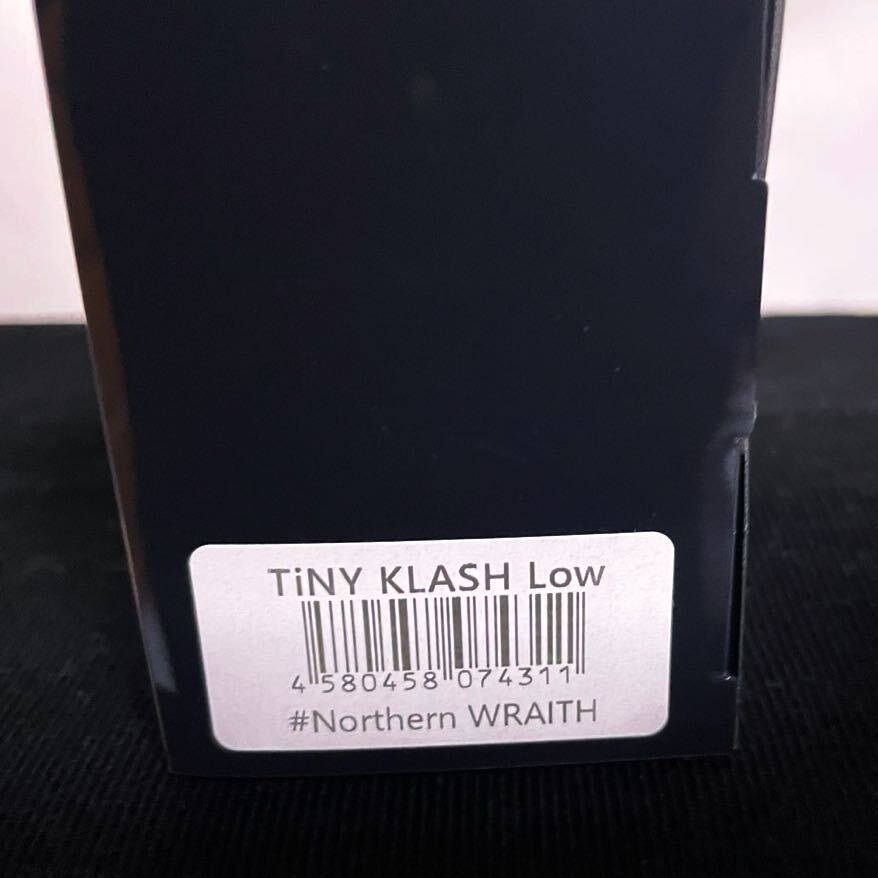 TiNY KLASH Low
4 580458 074311
#Northern WRAITH